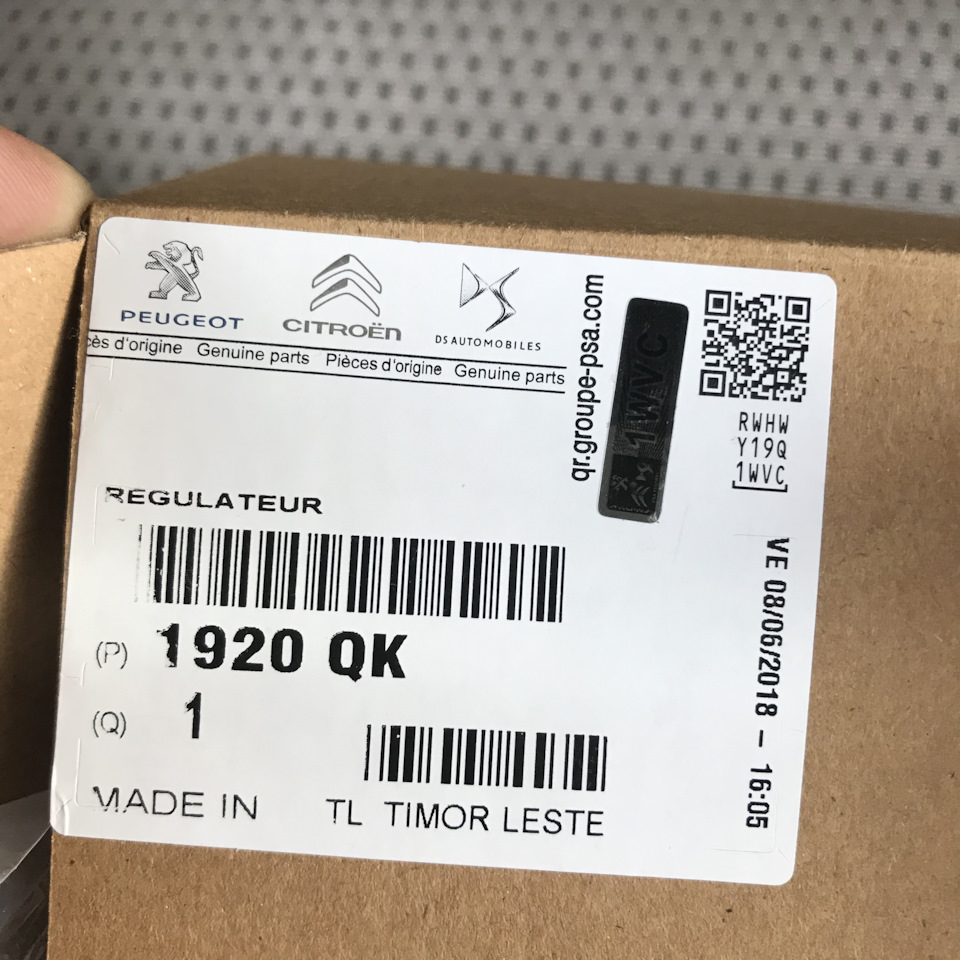 PEUGEOT
CITROËN
DS AUTOMOBILES
cès d'origine Genuine parts Pièces d'origine Genuine parts
qr.groupe-psa.com
1WVC
RWHW
Y19Q
1WVC
REGULATEUR
(P) 1920 QK
(Q) 1
MADE IN TL TIMOR LESTE
VE 08/06/2018 - 16:05